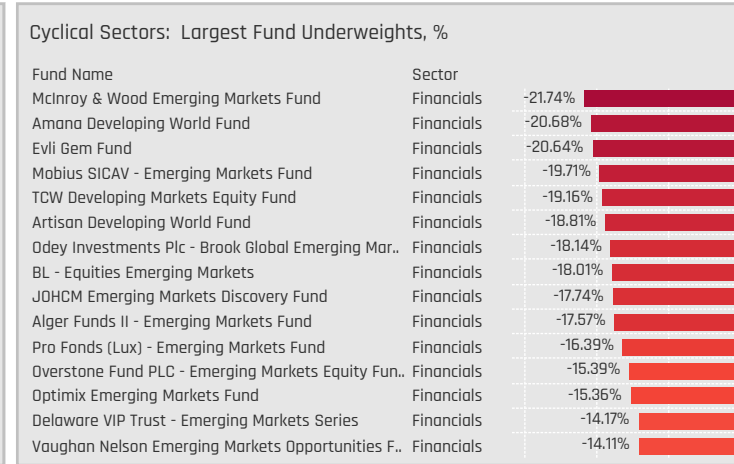 Cyclical Sectors: Largest Fund Underweights, %
Fund Name Sector
McInroy & Wood Emerging Markets Fund Financials -21.74%
Amana Developing World Fund Financials -20.68%
Evli Gem Fund Financials -20.64%
Mobius SICAV - Emerging Markets Fund Financials -19.71%
TCW Developing Markets Equity Fund Financials -19.16%
Artisan Developing World Fund Financials -18.81%
Odey Investments Plc - Brook Global Emerging Mar.. Financials -18.14%
BL - Equities Emerging Markets Financials -18.01%
JOHCM Emerging Markets Discovery Fund Financials -17.74%
Alger Funds II - Emerging Markets Fund Financials -17.57%
Pro Fonds (Lux) - Emerging Markets Fund Financials -16.39%
Overstone Fund PLC - Emerging Markets Equity Fun.. Financials -15.39%
Optimix Emerging Markets Fund Financials -15.36%
Delaware VIP Trust - Emerging Markets Series Financials -14.17%
Vaughan Nelson Emerging Markets Opportunities F.. Financials -14.11%